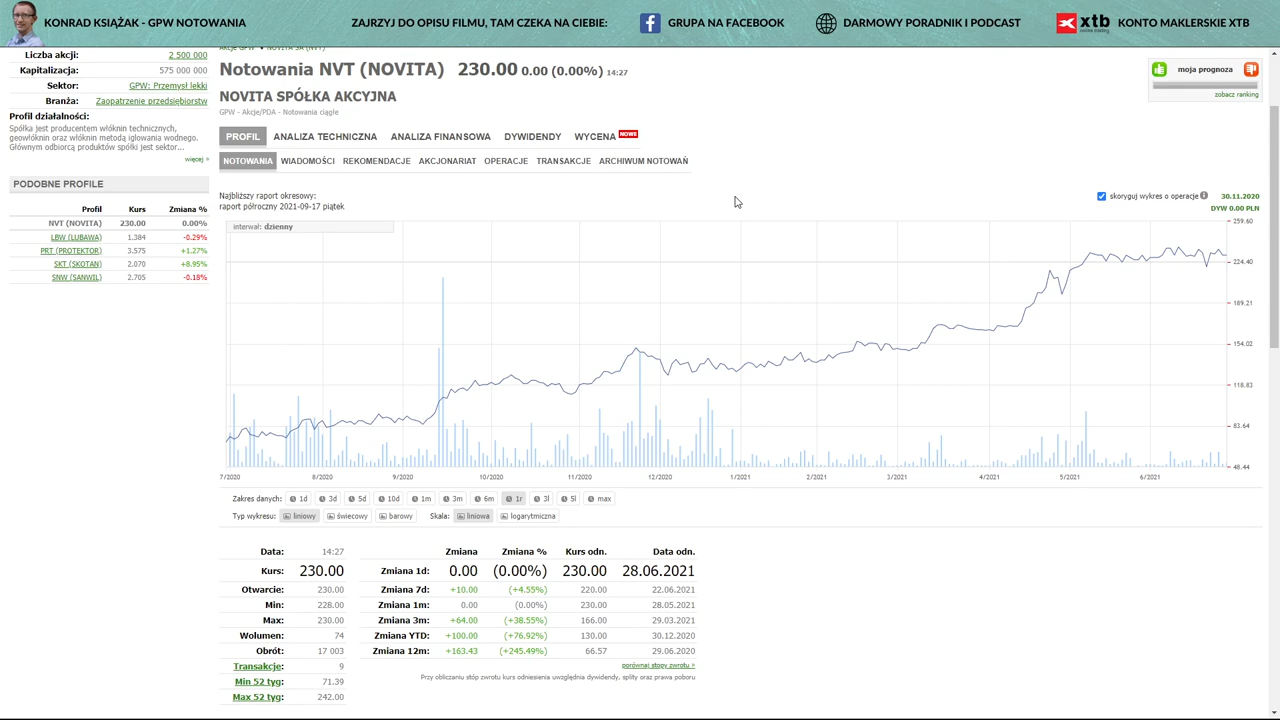 KONRAD KSIĄŻAK - GPW NOTOWANIA
ZAJRZYJ DO OPISU FILMU, TAM CZEKA NA CIEBIE:
GRUPA NA FACEBOOK
DARMOWY PORADNIK I PODCAST
xtb
online trading
KONTO MAKLERSKIE XTB
Liczba akcji: 2 500 000
Kapitalizacja: 575 000 000
Sektor: GPW: Przemysł lekki
Branża: Zaopatrzenie przedsiębiorstw
Profil działalności:
Spółka jest producentem włóknin technicznych,
geowłóknin oraz włóknin metodą igłowania wodnego.
Głównym odbiorcą produktów spółki jest sektor...
więcej »
PODOBNE PROFILE
Profil Kurs Zmiana %
NVT (NOVITA) 230.00 0.00%
LBW (LUBAWA) 1.384 -0.29%
PRT (PROTEKTOR) 3.575 +1.27%
SKT (SKOTAN) 2.070 +8.95%
SNW (SANWIL) 2.705 -0.18%
Akcje GPW • NOVITA SA (NVT)
Notowania NVT (NOVITA) 230.00 0.00 (0.00%) 14:27
NOVITA SPÓŁKA AKCYJNA
GPW - Akcje/PDA - Notowania ciągłe
moja prognoza
zobacz ranking
PROFIL ANALIZA TECHNICZNA ANALIZA FINANSOWA DYWIDENDY WYCENA NOWE
NOTOWANIA WIADOMOŚCI REKOMENDACJE AKCJONARIAT OPERACJE TRANSAKCJE ARCHIWUM NOTOWAŃ
Najbliższy raport okresowy:
raport półroczny 2021-09-17 piątek
skoryguj wykres o operacje
30.11.2020
DYW 0.00 PLN
interwał: dzienny
259.60
224.40
189.21
154.02
118.83
83.64
48.44
7/2020 8/2020 9/2020 10/2020 11/2020 12/2020 1/2021 2/2021 3/2021 4/2021 5/2021 6/2021
Zakres danych: 1d 3d 5d 10d 1m 3m 6m 1r 3l 5l max
Typ wykresu: liniowy świecowy barowy Skala: liniowa logarytmiczna
Data: 14:27
Kurs: 230.00
Otwarcie: 230.00
Min: 228.00
Max: 230.00
Wolumen: 74
Obrót: 17 003
Transakcje: 9
Min 52 tyg: 71.39
Max 52 tyg: 242.00
Zmiana Zmiana % Kurs odn. Data odn.
Zmiana 1d: 0.00 (0.00%) 230.00 28.06.2021
Zmiana 7d: +10.00 (+4.55%) 220.00 22.06.2021
Zmiana 1m: 0.00 (0.00%) 230.00 28.05.2021
Zmiana 3m: +64.00 (+38.55%) 166.00 29.03.2021
Zmiana YTD: +100.00 (+76.92%) 130.00 30.12.2020
Zmiana 12m: +163.43 (+245.49%) 66.57 29.06.2020
porównaj stopy zwrotu »
Przy obliczaniu stóp zwrotu kurs odniesienia uwzględnia dywidendy, splity oraz prawa poboru